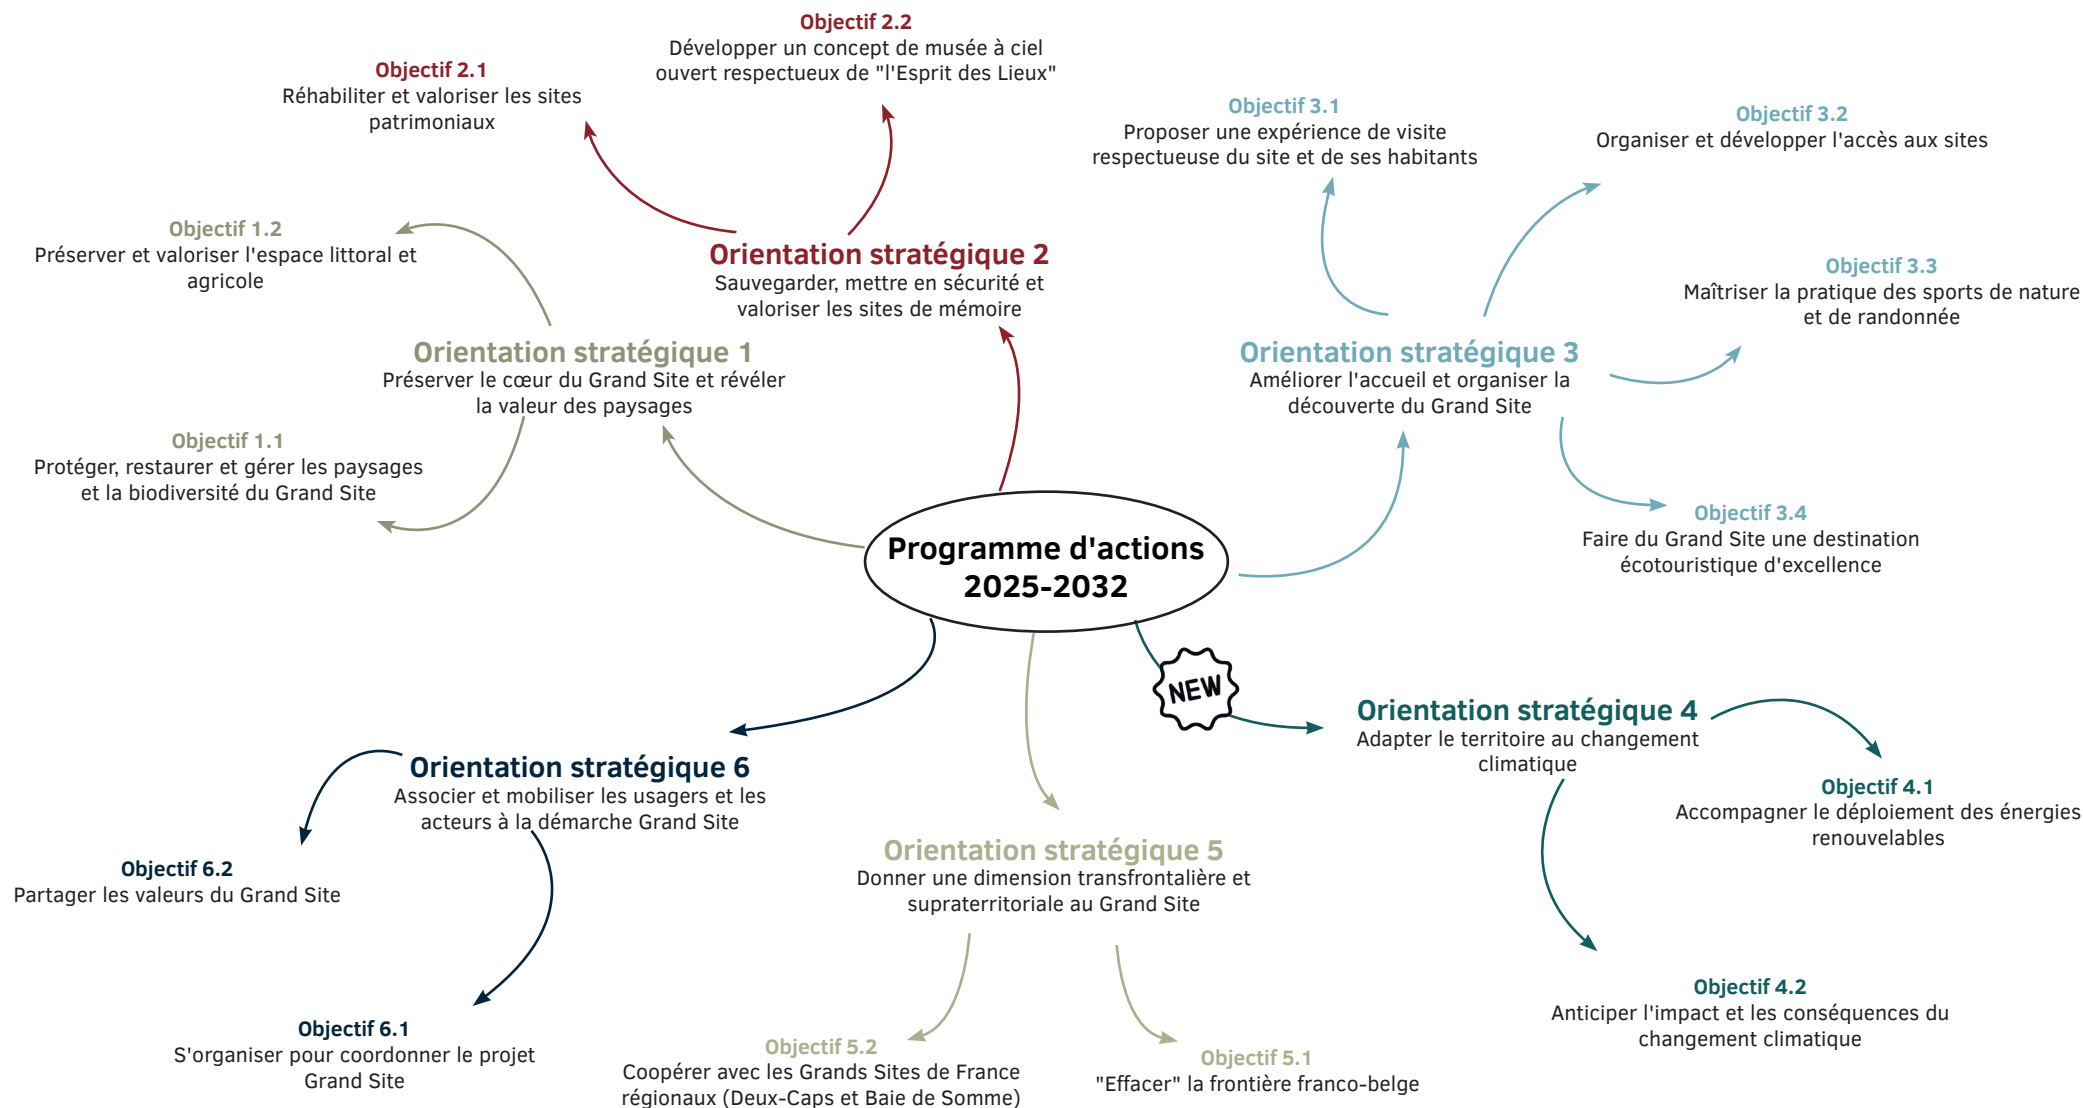 Objectif 2.2
Développer un concept de musée à ciel
ouvert respectueux de "l'Esprit des Lieux"
Objectif 2.1
Réhabiliter et valoriser les sites
patrimoniaux
Objectif 3.1
Proposer une expérience de visite
respectueuse du site et de ses habitants
Objectif 3.2
Organiser et développer l'accès aux sites
Objectif 1.2
Préserver et valoriser l'espace littoral et
agricole
Orientation stratégique 2
Sauvegarder, mettre en sécurité et
valoriser les sites de mémoire
Objectif 3.3
Maîtriser la pratique des sports de nature
et de randonnée
Orientation stratégique 1
Préserver le cœur du Grand Site et révéler
la valeur des paysages
Orientation stratégique 3
Améliorer l'accueil et organiser la
découverte du Grand Site
Objectif 1.1
Protéger, restaurer et gérer les paysages
et la biodiversité du Grand Site
Objectif 3.4
Faire du Grand Site une destination
écotouristique d'excellence
Programme d'actions
2025-2032
NEW
Orientation stratégique 4
Adapter le territoire au changement
climatique
Orientation stratégique 6
Associer et mobiliser les usagers et les
acteurs à la démarche Grand Site
Objectif 4.1
Accompagner le déploiement des énergies
renouvelables
Orientation stratégique 5
Donner une dimension transfrontalière et
supraterritoriale au Grand Site
Objectif 6.2
Partager les valeurs du Grand Site
Objectif 4.2
Anticiper l'impact et les conséquences du
changement climatique
Objectif 6.1
S'organiser pour coordonner le projet
Grand Site
Objectif 5.2
Coopérer avec les Grands Sites de France
régionaux (Deux-Caps et Baie de Somme)
Objectif 5.1
"Effacer" la frontière franco-belge